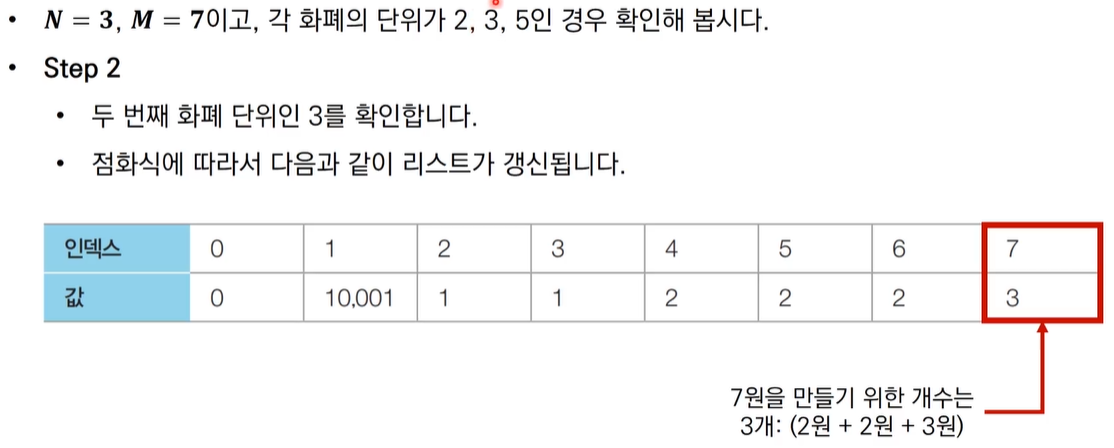 • N = 3, M = 7이고, 각 화폐의 단위가 2, 3, 5인 경우 확인해 봅시다.
• Step 2
• 두 번째 화폐 단위인 3를 확인합니다.
• 점화식에 따라서 다음과 같이 리스트가 갱신됩니다.
인덱스 0 1 2 3 4 5 6 7
값 0 10,001 1 1 2 2 2 3
7원을 만들기 위한 개수는
3개: (2원 + 2원 + 3원)